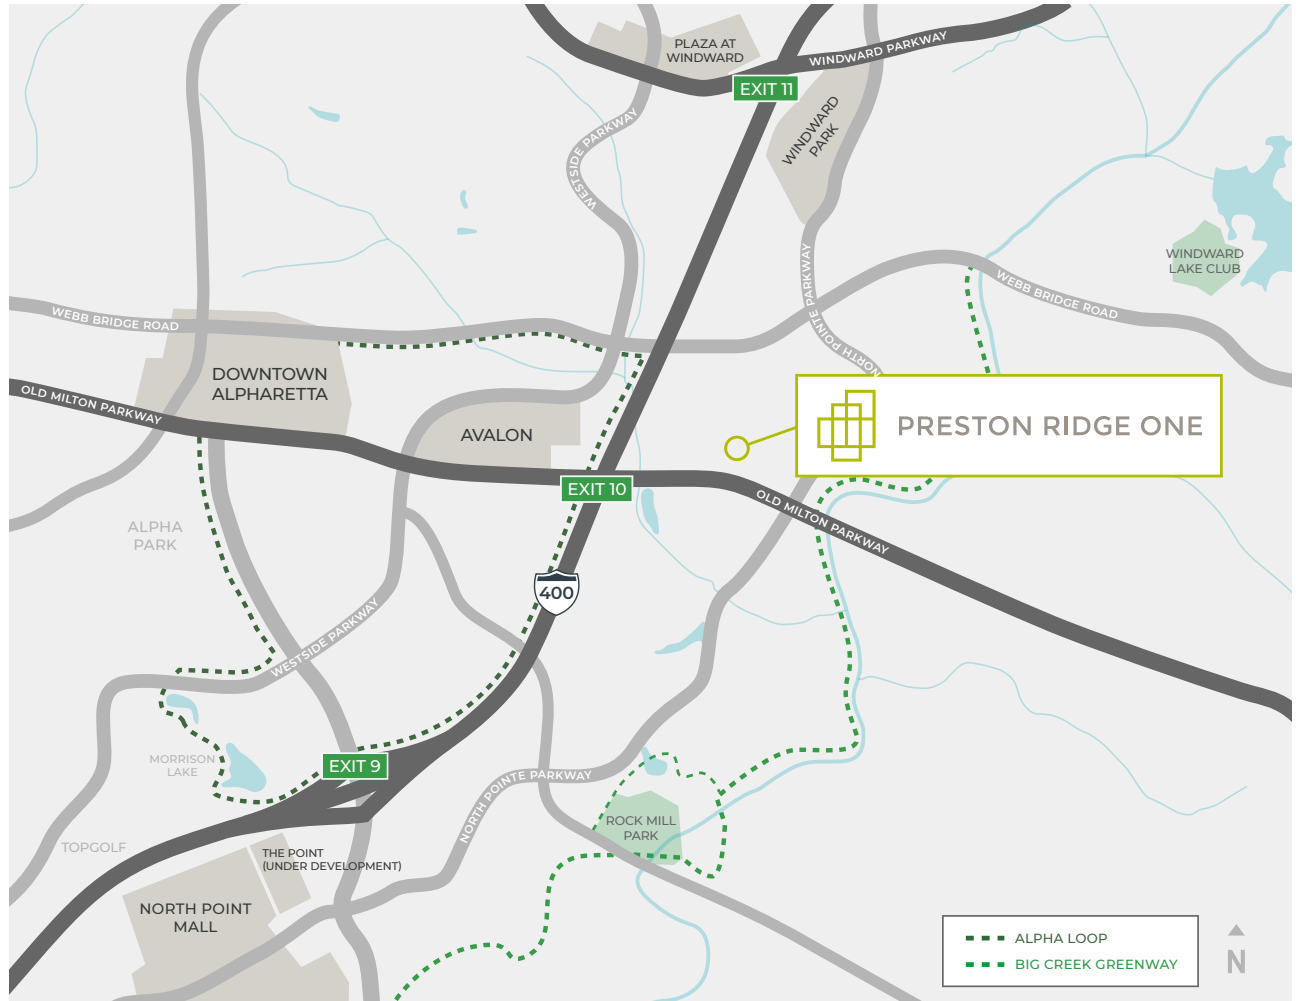 PLAZA AT
WINDWARD
WINDWARD PARKWAY
EXIT 11
WINDWARD
PARK
WESTSIDE PARKWAY
WINDWARD
LAKE CLUB
NORTH POINTE PARKWAY
WEBB BRIDGE ROAD
WEBB BRIDGE ROAD
DOWNTOWN
ALPHARETTA
OLD MILTON PARKWAY
AVALON
PRESTON RIDGE ONE
EXIT 10
OLD MILTON PARKWAY
ALPHA
PARK
400
WESTSIDE PARKWAY
MORRISON
LAKE
EXIT 9
NORTH POINTE PARKWAY
ROCK MILL
PARK
TOPGOLF
THE POINT
(UNDER DEVELOPMENT)
NORTH POINT
MALL
ALPHA LOOP
BIG CREEK GREENWAY
N